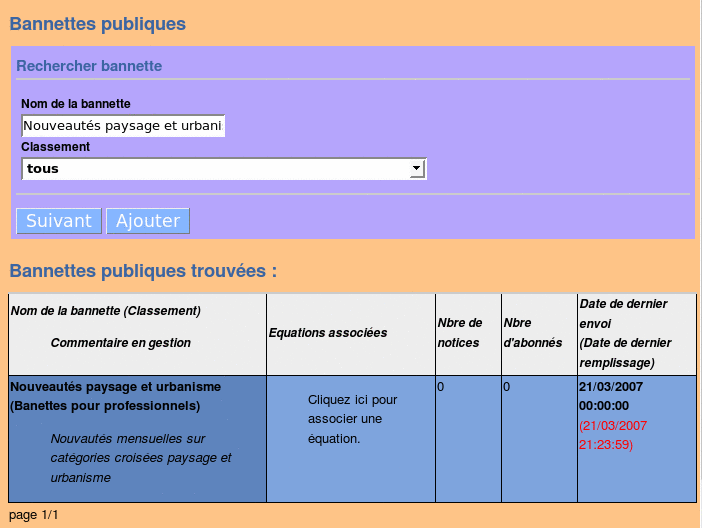 Bannettes publiques
Rechercher bannette
Nom de la bannette
Nouveautés paysage et urbani
Classement
tous
Suivant Ajouter
Bannettes publiques trouvées :
Nom de la bannette (Classement)
Commentaire en gestion
Equations associées
Nbre de
notices
Nbre
d'abonnés
Date de dernier
envoi
(Date de dernier
remplissage)
Nouveautés paysage et urbanisme
(Banettes pour professionnels)
Nouvautés mensuelles sur
catégories croisées paysage et
urbanisme
Cliquez ici pour
associer une
équation.
0
0
21/03/2007
00:00:00
(21/03/2007
21:23:59)
page 1/1